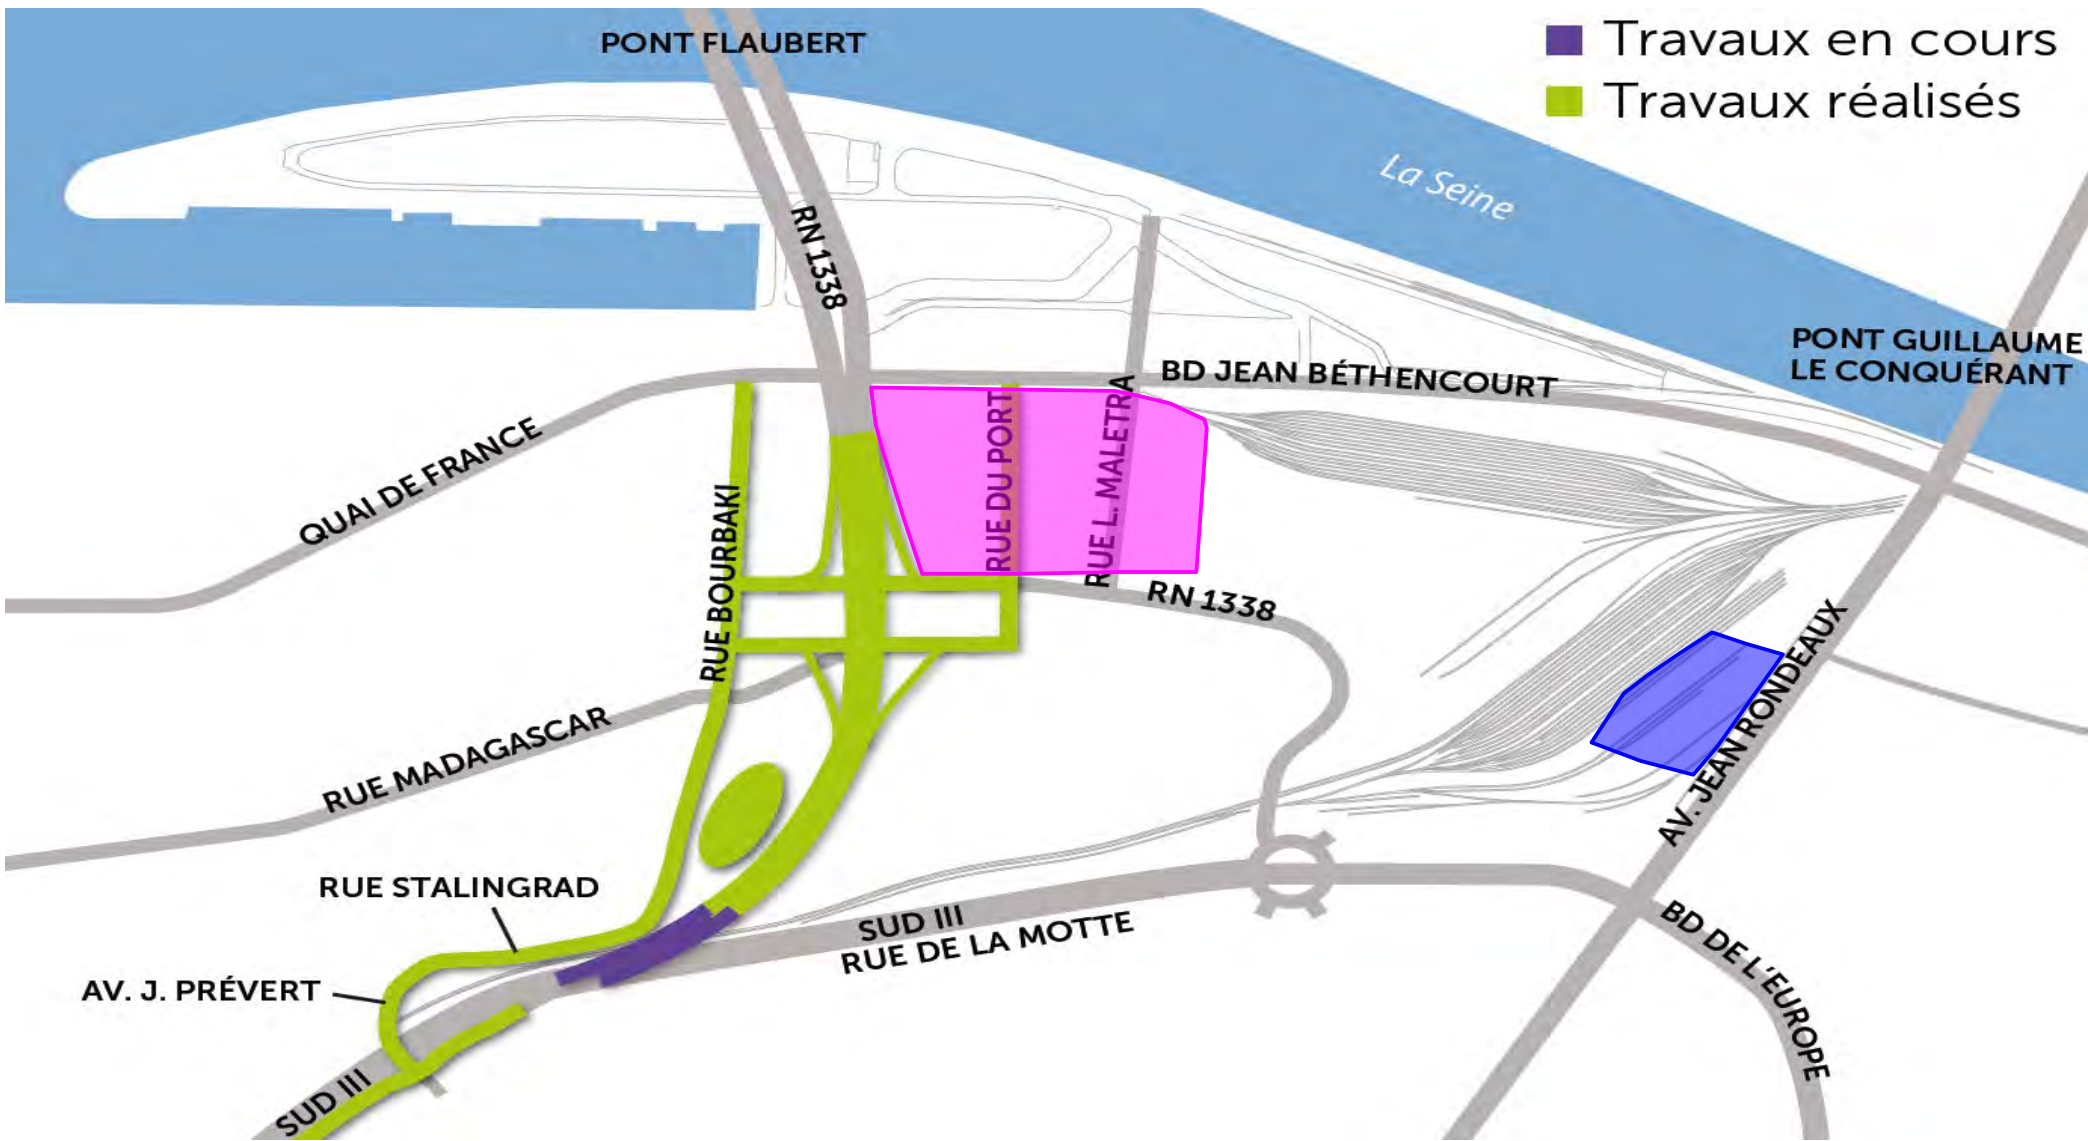 PONT FLAUBERT
Travaux en cours
Travaux réalisés
La Seine
RN 1338
PONT GUILLAUME
LE CONQUÉRANT
BD JEAN BÉTHENCOURT
QUAI DE FRANCE
RUE BOURBAKI
RUE DU PORT
RUE L. MALETRA
RN 1338
AV. JEAN RONDEAUX
RUE MADAGASCAR
RUE STALINGRAD
SUD III
RUE DE LA MOTTE
BD DE L'EUROPE
AV. J. PRÉVERT
SUD III